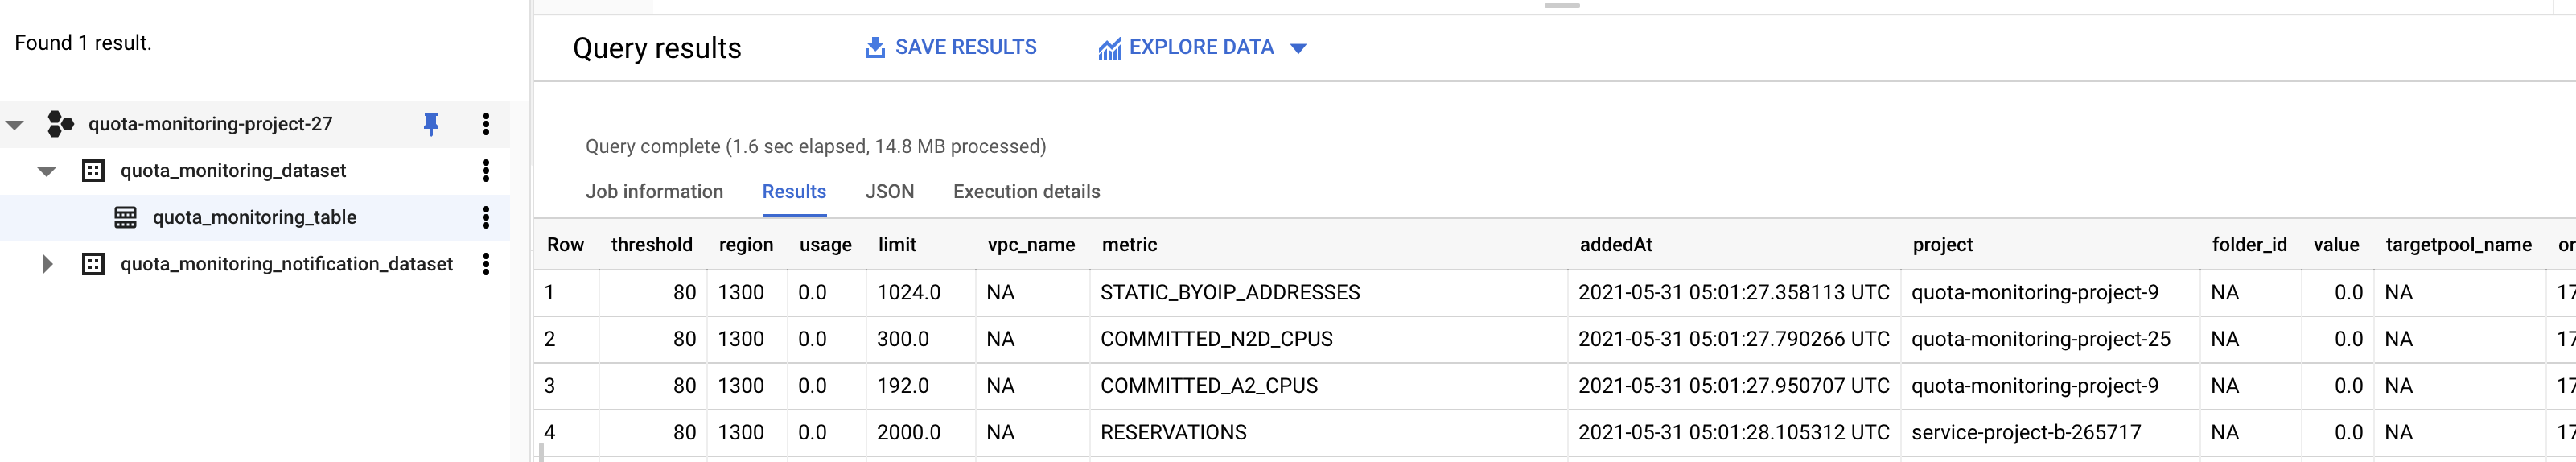 Found 1 result.
quota-monitoring-project-27
quota_monitoring_dataset
quota_monitoring_table
quota_monitoring_notification_dataset
Query results SAVE RESULTS EXPLORE DATA
Query complete (1.6 sec elapsed, 14.8 MB processed)
Job information Results JSON Execution details
Row threshold region usage limit vpc_name metric addedAt project folder_id value targetpool_name or
1 80 1300 0.0 1024.0 NA STATIC_BYOIP_ADDRESSES 2021-05-31 05:01:27.358113 UTC quota-monitoring-project-9 NA 0.0 NA 17
2 80 1300 0.0 300.0 NA COMMITTED_N2D_CPUS 2021-05-31 05:01:27.790266 UTC quota-monitoring-project-25 NA 0.0 NA 17
3 80 1300 0.0 192.0 NA COMMITTED_A2_CPUS 2021-05-31 05:01:27.950707 UTC quota-monitoring-project-9 NA 0.0 NA 17
4 80 1300 0.0 2000.0 NA RESERVATIONS 2021-05-31 05:01:28.105312 UTC service-project-b-265717 NA 0.0 NA 17